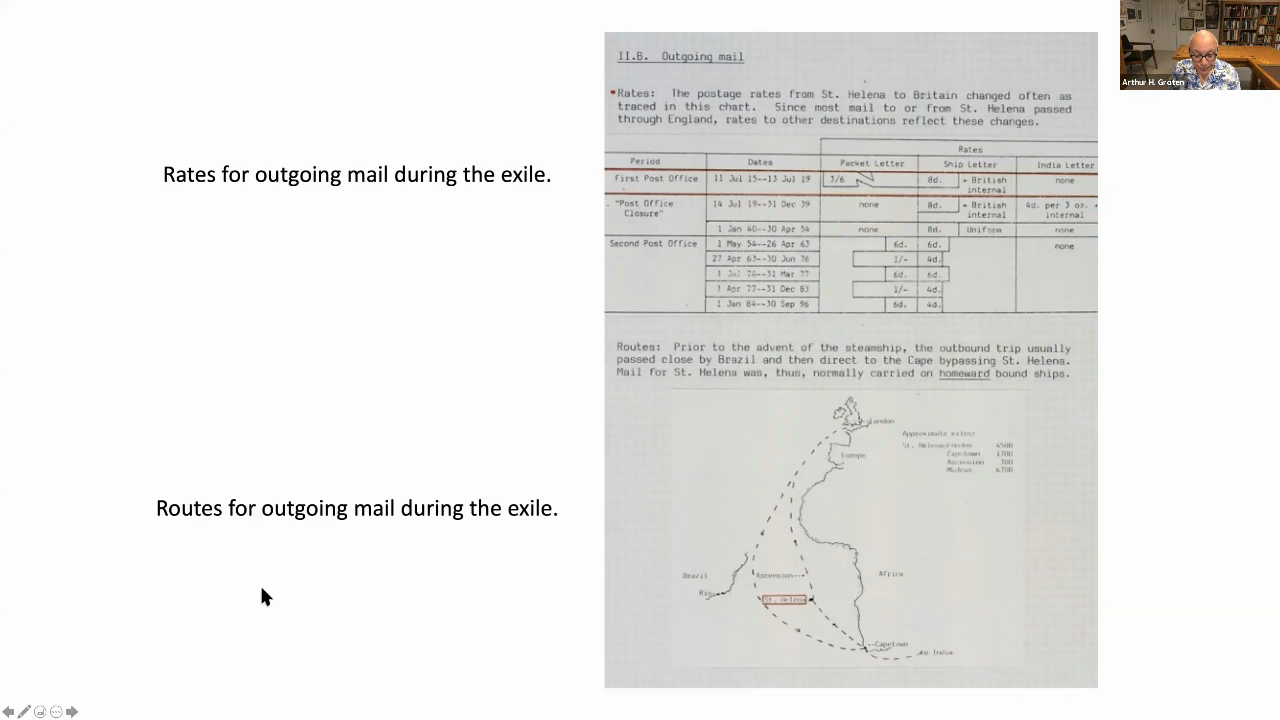 II.B. Outgoing mail
Arthur H. Groten
Rates: The postage rates from St. Helena to Britain changed often as
traced in this chart. Since most mail to or from St. Helena passed
through England, rates to other destinations reflect these changes.
Rates for outgoing mail during the exile.
Rates
Period Dates Packet Letter Ship Letter India Letter
First Post Office 11 Jul 15--13 Jul 19 3/6 8d. + British none
internal
"Post Office 14 Jul 19--31 Dec 39 none 8d. + British 4d. per 3 oz. +
Closure" internal internal
1 Jan 40--30 Apr 54 none 8d. Uniform none
Second Post Office 1 May 54--26 Apr 63 6d. 6d. none
27 Apr 63--30 Jun 76 1/- 4d.
1 Jul 76--31 Mar 77 6d. 6d.
1 Apr 77--31 Dec 83 1/- 4d.
1 Jan 84--30 Sep 96 6d. 4d.
Routes: Prior to the advent of the steamship, the outbound trip usually
passed close by Brazil and then direct to the Cape bypassing St. Helena.
Mail for St. Helena was, thus, normally carried on homeward bound ships.
Routes for outgoing mail during the exile.
London
Approximate miles:
St. Helena London 4500
Capetown 1700
Ascension 700
Madras 6700
Europe
Brazil
Ascension
Africa
Rio
St. Helena
Capetown
India